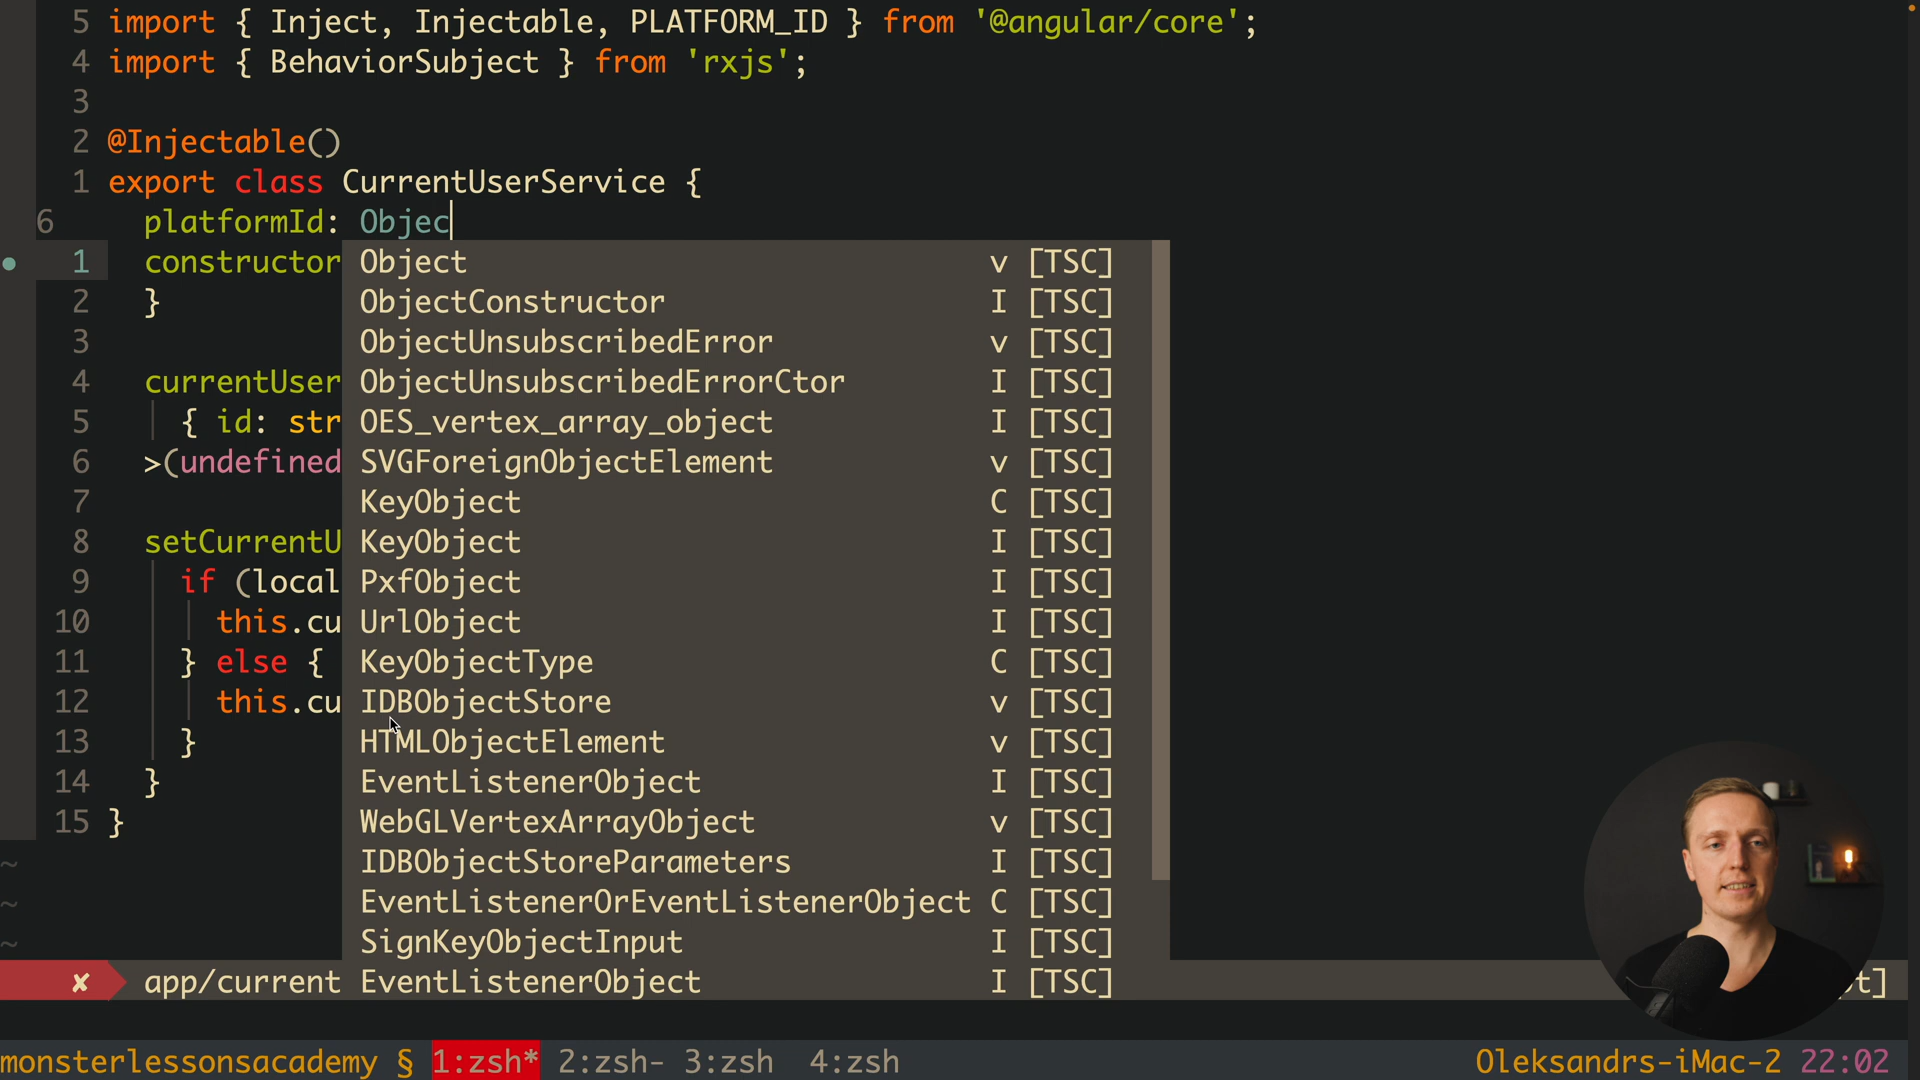 5 import { Inject, Injectable, PLATFORM_ID } from '@angular/core';
4 import { BehaviorSubject } from 'rxjs';
3
2 @Injectable()
1 export class CurrentUserService {
6 platformId: Objec
1 constructor Object v [TSC]
2 } ObjectConstructor I [TSC]
3 ObjectUnsubscribedError v [TSC]
4 currentUser ObjectUnsubscribedErrorCtor I [TSC]
5 { id: str OES_vertex_array_object I [TSC]
6 >(undefined SVGForeignObjectElement v [TSC]
7 KeyObject C [TSC]
8 setCurrentU KeyObject I [TSC]
9 if (local PxfObject I [TSC]
10 this.cu UrlObject I [TSC]
11 } else { KeyObjectType C [TSC]
12 this.cu IDBObjectStore v [TSC]
13 } HTMLObjectElement v [TSC]
14 } EventListenerObject I [TSC]
15 } WebGLVertexArrayObject v [TSC]
~ IDBObjectStoreParameters I [TSC]
~ EventListenerOrEventListenerObject C [TSC]
~ SignKeyObjectInput I [TSC]
✘ app/current EventListenerObject I [TSC] t]
monsterlessonsacademy § 1:zsh* 2:zsh- 3:zsh 4:zsh Oleksandrs-iMac-2 22:02